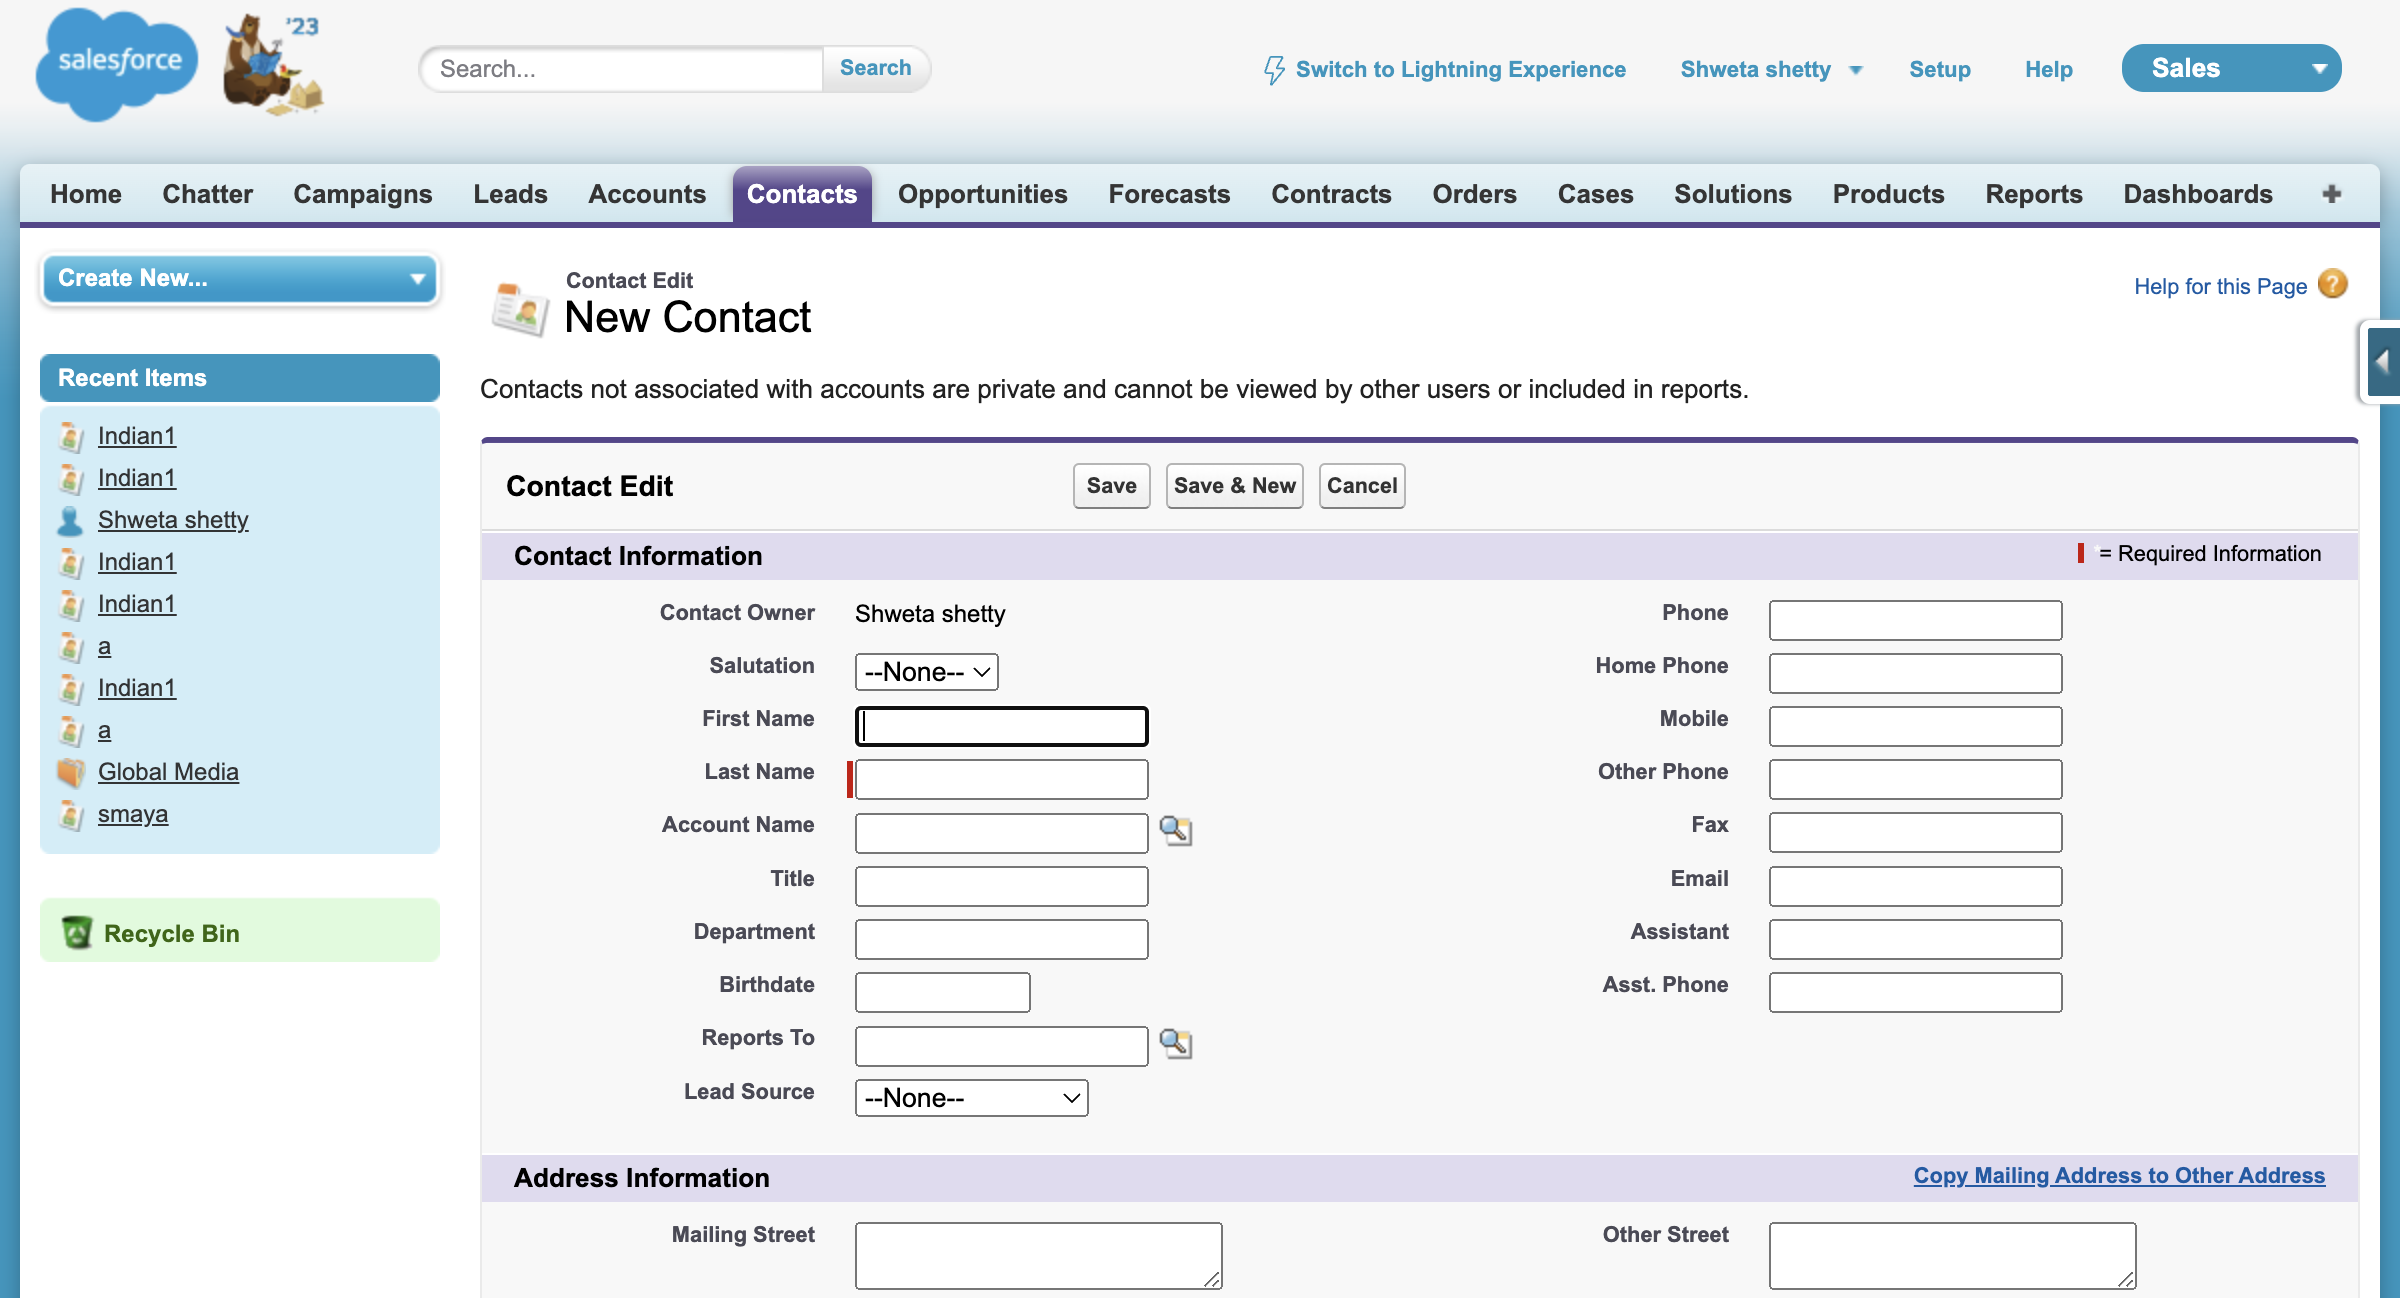 salesforce
'23
Search...
Search
Switch to Lightning Experience
Shweta shetty
Setup
Help
Sales
Home
Chatter
Campaigns
Leads
Accounts
Contacts
Opportunities
Forecasts
Contracts
Orders
Cases
Solutions
Products
Reports
Dashboards
+
Create New...
Recent Items
Indian1
Indian1
Shweta shetty
Indian1
Indian1
a
Indian1
a
Global Media
smaya
Recycle Bin
Contact Edit
New Contact
Help for this Page ?
Contacts not associated with accounts are private and cannot be viewed by other users or included in reports.
Contact Edit
Save
Save & New
Cancel
Contact Information
= Required Information
Contact Owner
Shweta shetty
Salutation
--None--
First Name
Last Name
Account Name
Title
Department
Birthdate
Reports To
Lead Source
--None--
Phone
Home Phone
Mobile
Other Phone
Fax
Email
Assistant
Asst. Phone
Address Information
Copy Mailing Address to Other Address
Mailing Street
Other Street